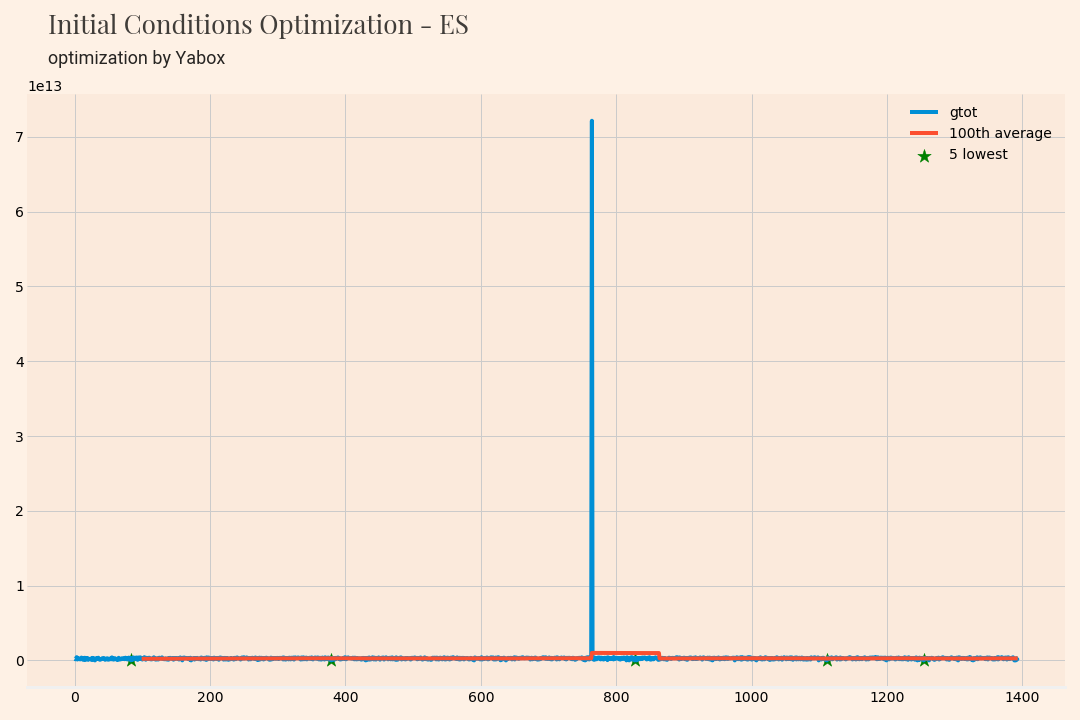 Initial Conditions Optimization - ES
optimization by Yabox
1e13
gtot
100th average
5 lowest
7
6
5
4
3
2
1
0
0 200 400 600 800 1000 1200 1400